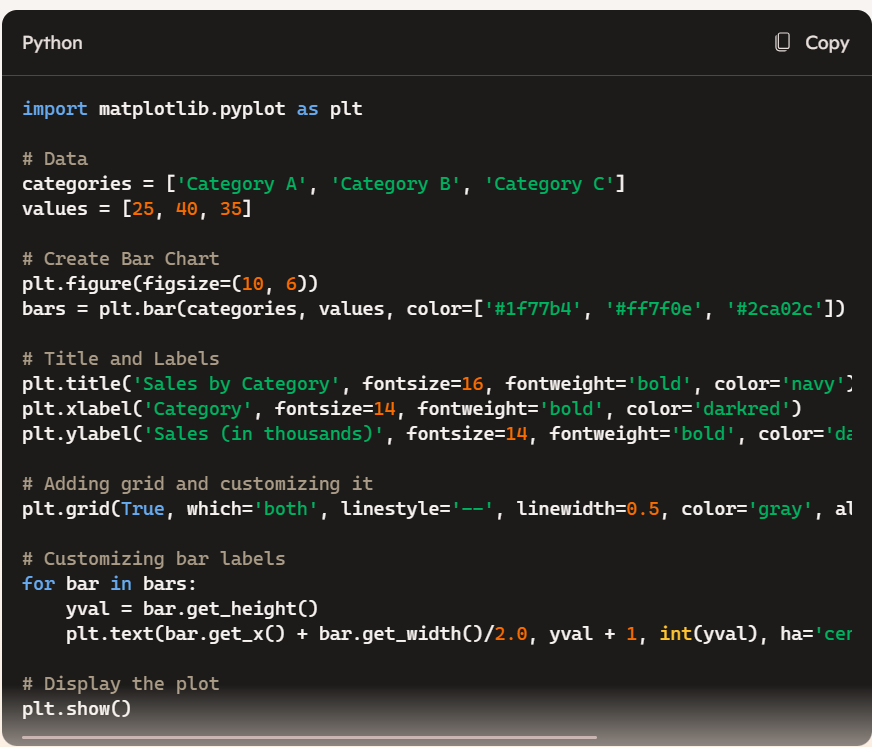 Python
Copy
import matplotlib.pyplot as plt
# Data
categories = ['Category A', 'Category B', 'Category C']
values = [25, 40, 35]
# Create Bar Chart
plt.figure(figsize=(10, 6))
bars = plt.bar(categories, values, color=['#1f77b4', '#ff7f0e', '#2ca02c'])
# Title and Labels
plt.title('Sales by Category', fontsize=16, fontweight='bold', color='navy')
plt.xlabel('Category', fontsize=14, fontweight='bold', color='darkred')
plt.ylabel('Sales (in thousands)', fontsize=14, fontweight='bold', color='da
# Adding grid and customizing it
plt.grid(True, which='both', linestyle='--', linewidth=0.5, color='gray', al
# Customizing bar labels
for bar in bars:
    yval = bar.get_height()
    plt.text(bar.get_x() + bar.get_width()/2.0, yval + 1, int(yval), ha='cen
# Display the plot
plt.show()